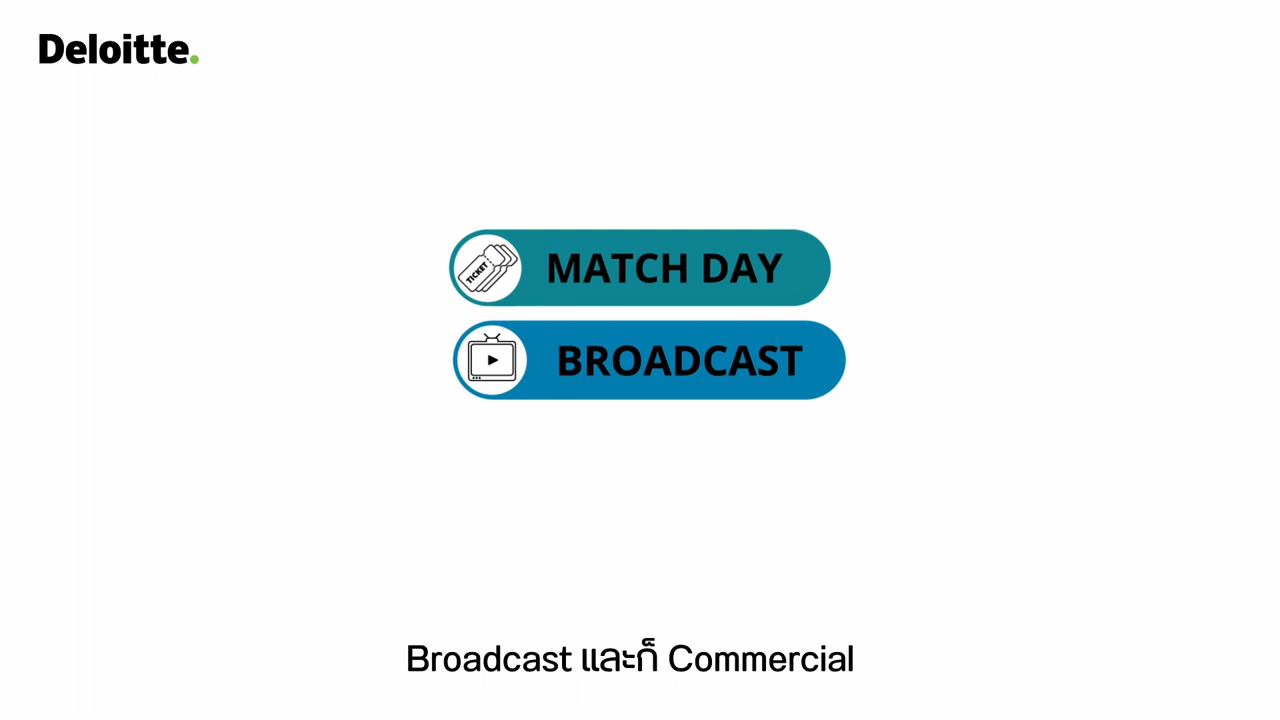 Deloitte.
TICKET
MATCH DAY
BROADCAST
Broadcast และก็ Commercial